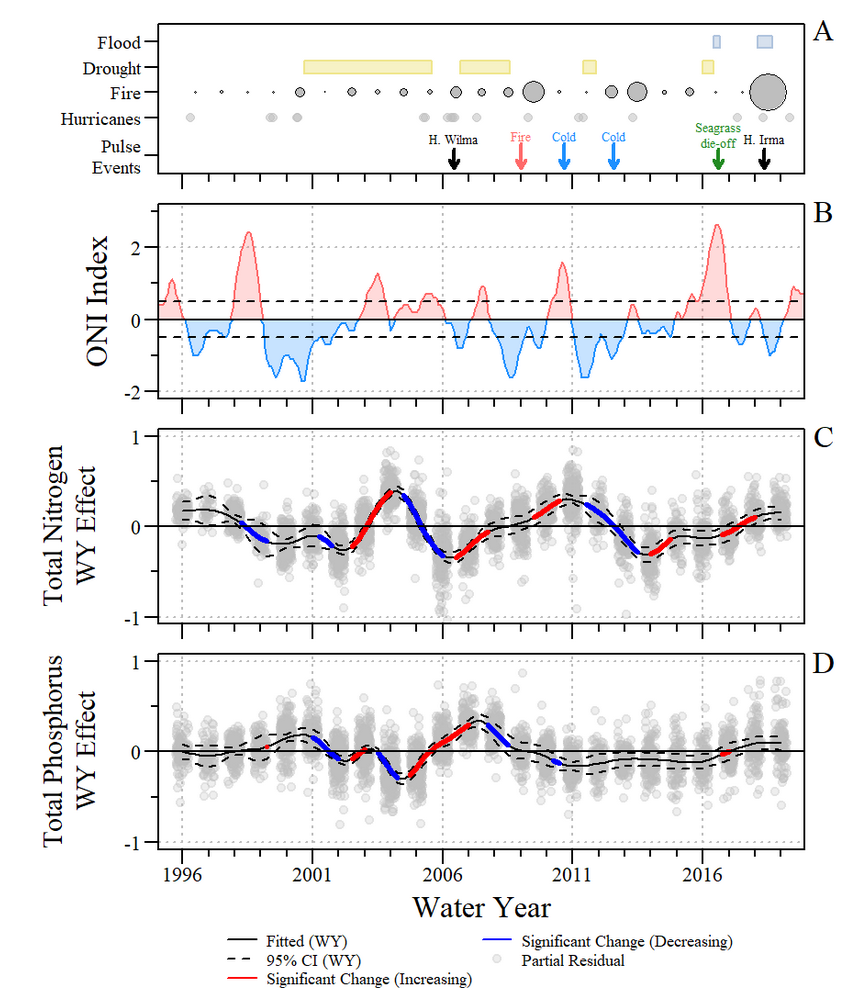 A
Flood
Drought
Fire
Hurricanes
Pulse
Events
H. Wilma
Fire
Cold
Cold
Seagrass
die-off
H. Irma
B
ONI Index
2
0
-2
C
Total Nitrogen
WY Effect
1
0
-1
D
Total Phosphorus
WY Effect
1
0
-1
1996 2001 2006 2011 2016
Water Year
Fitted (WY)
95% CI (WY)
Significant Change (Increasing)
Significant Change (Decreasing)
Partial Residual